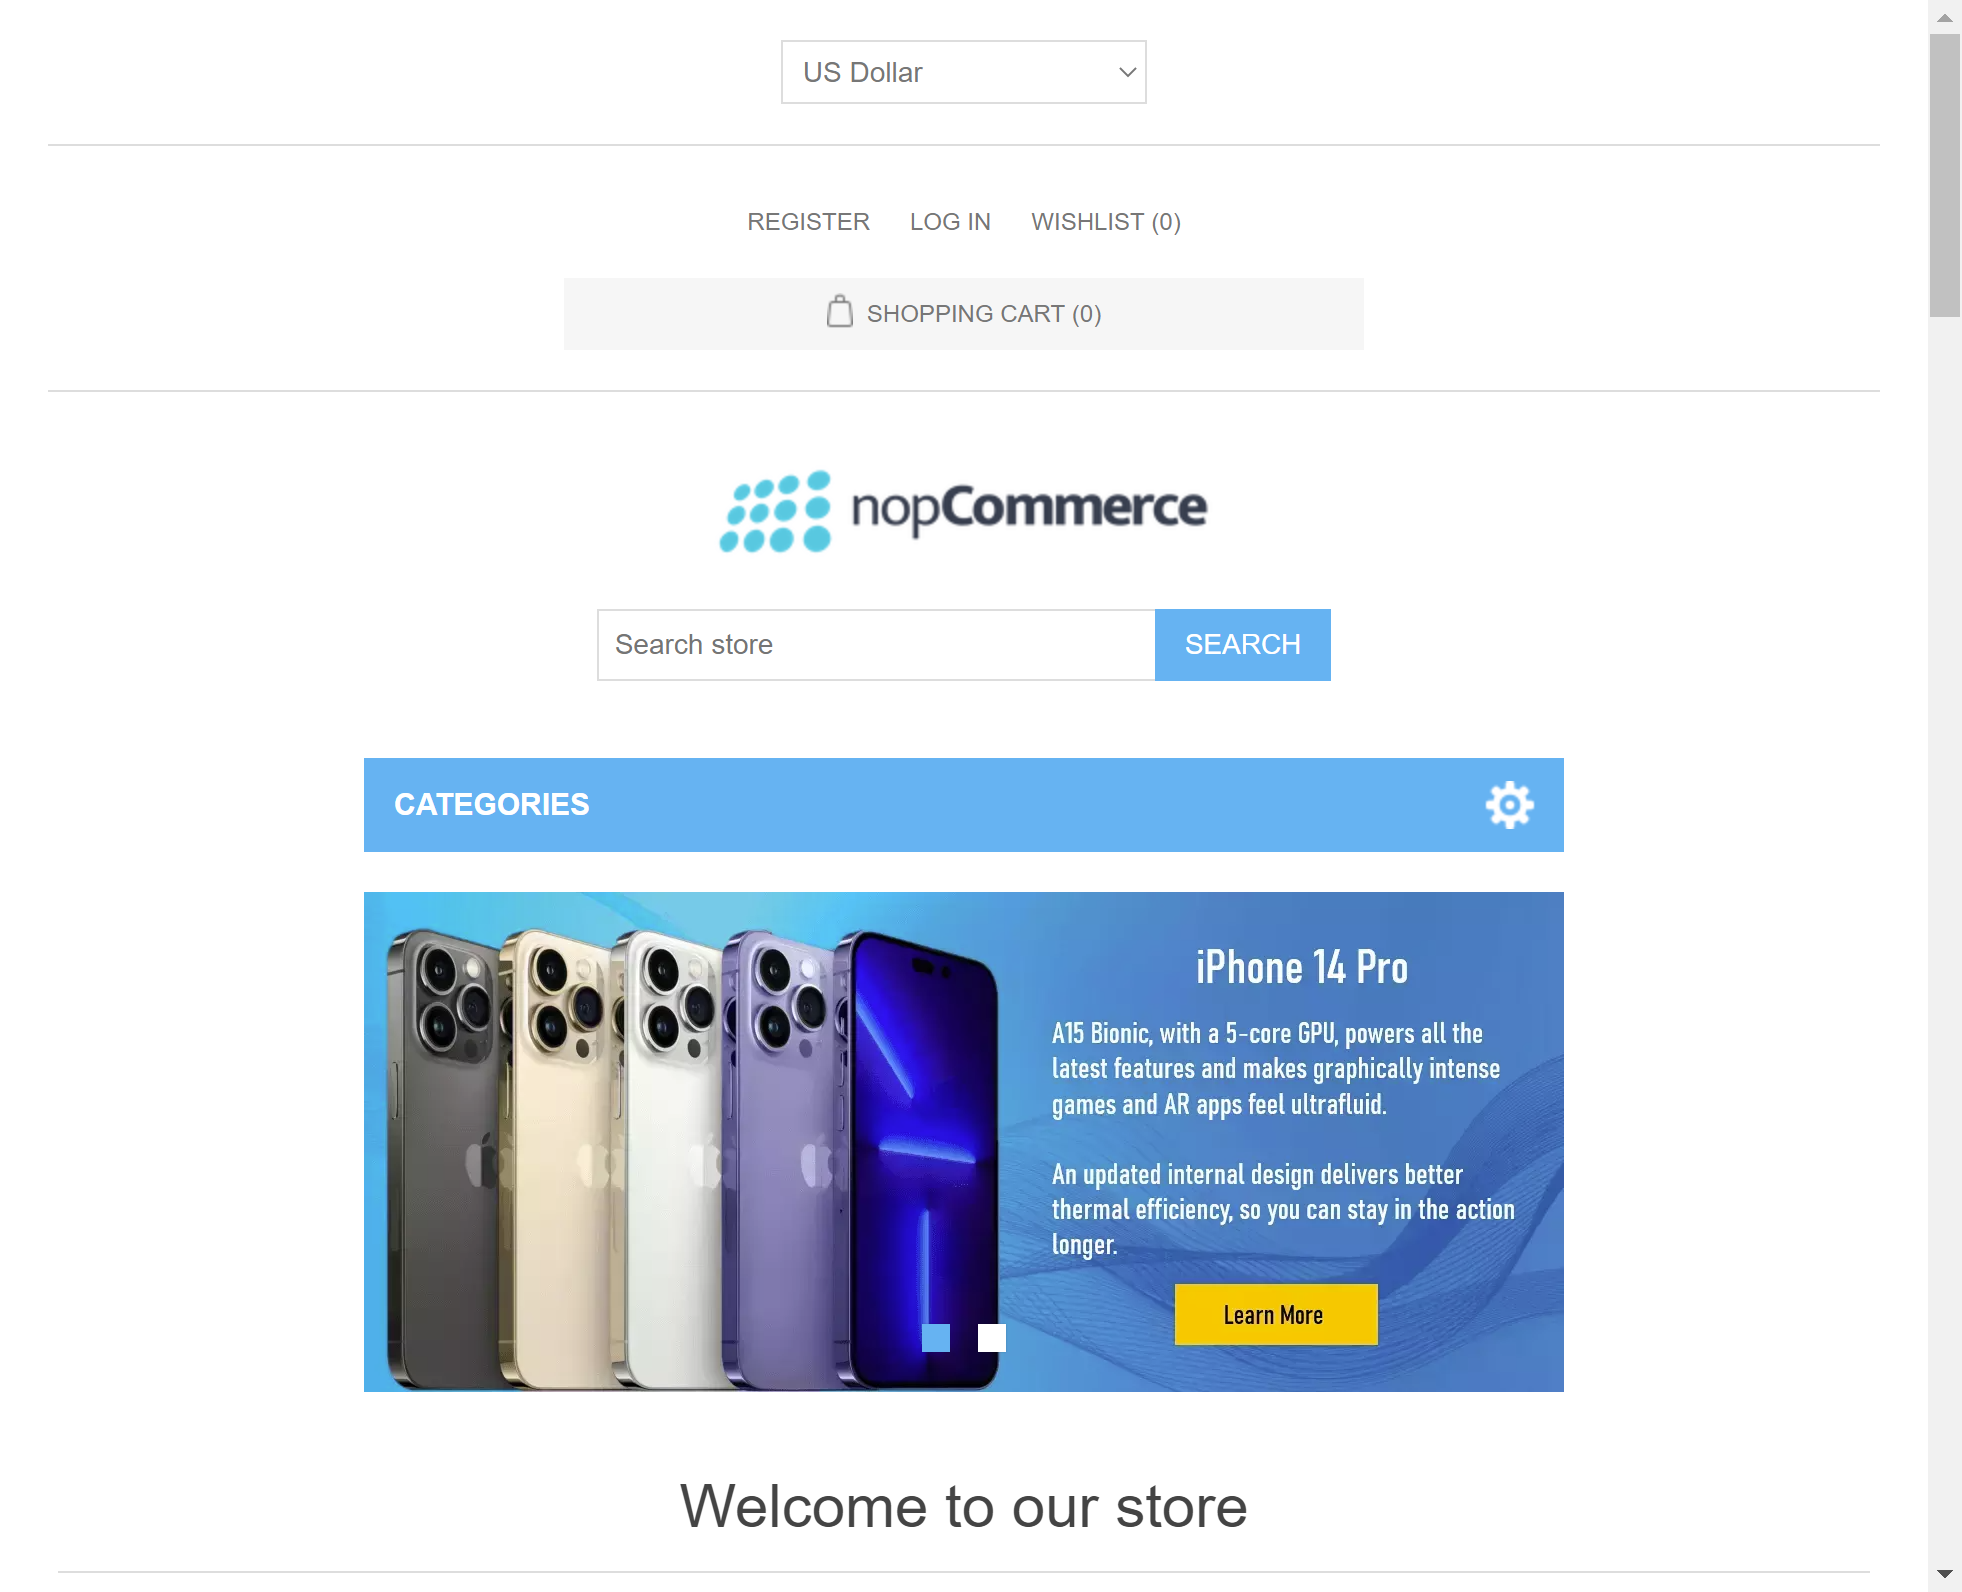 US Dollar
REGISTER LOG IN WISHLIST (0)
SHOPPING CART (0)
nopCommerce
Search store SEARCH
CATEGORIES
iPhone 14 Pro
A15 Bionic, with a 5-core GPU, powers all the
latest features and makes graphically intense
games and AR apps feel ultrafluid.
An updated internal design delivers better
thermal efficiency, so you can stay in the action
longer.
Learn More
Welcome to our store